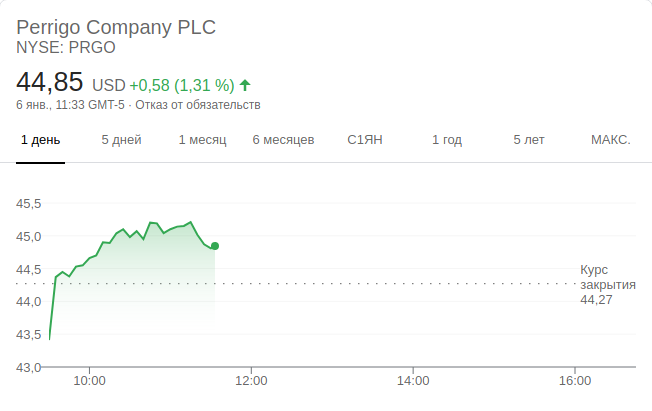 Perrigo Company PLC
NYSE: PRGO
44,85 USD +0,58 (1,31 %)
6 янв., 11:33 GMT-5 · Отказ от обязательств
1 день 5 дней 1 месяц 6 месяцев С1ЯН 1 год 5 лет МАКС.
45,5
45,0
44,5
44,0
43,5
43,0
Курс
закрытия
44,27
10:00 12:00 14:00 16:00